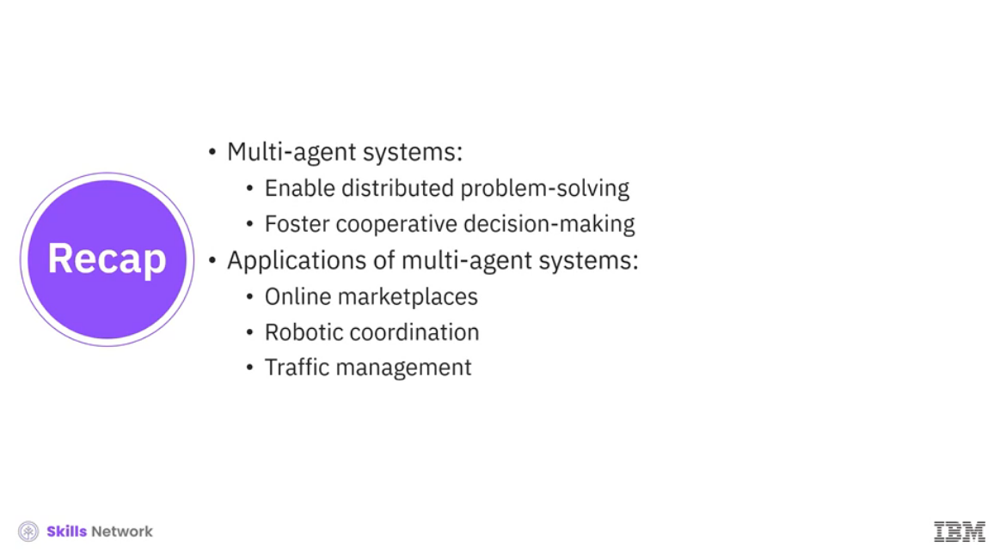 Recap
• Multi-agent systems:
• Enable distributed problem-solving
• Foster cooperative decision-making
• Applications of multi-agent systems:
• Online marketplaces
• Robotic coordination
• Traffic management
Skills Network
IBM